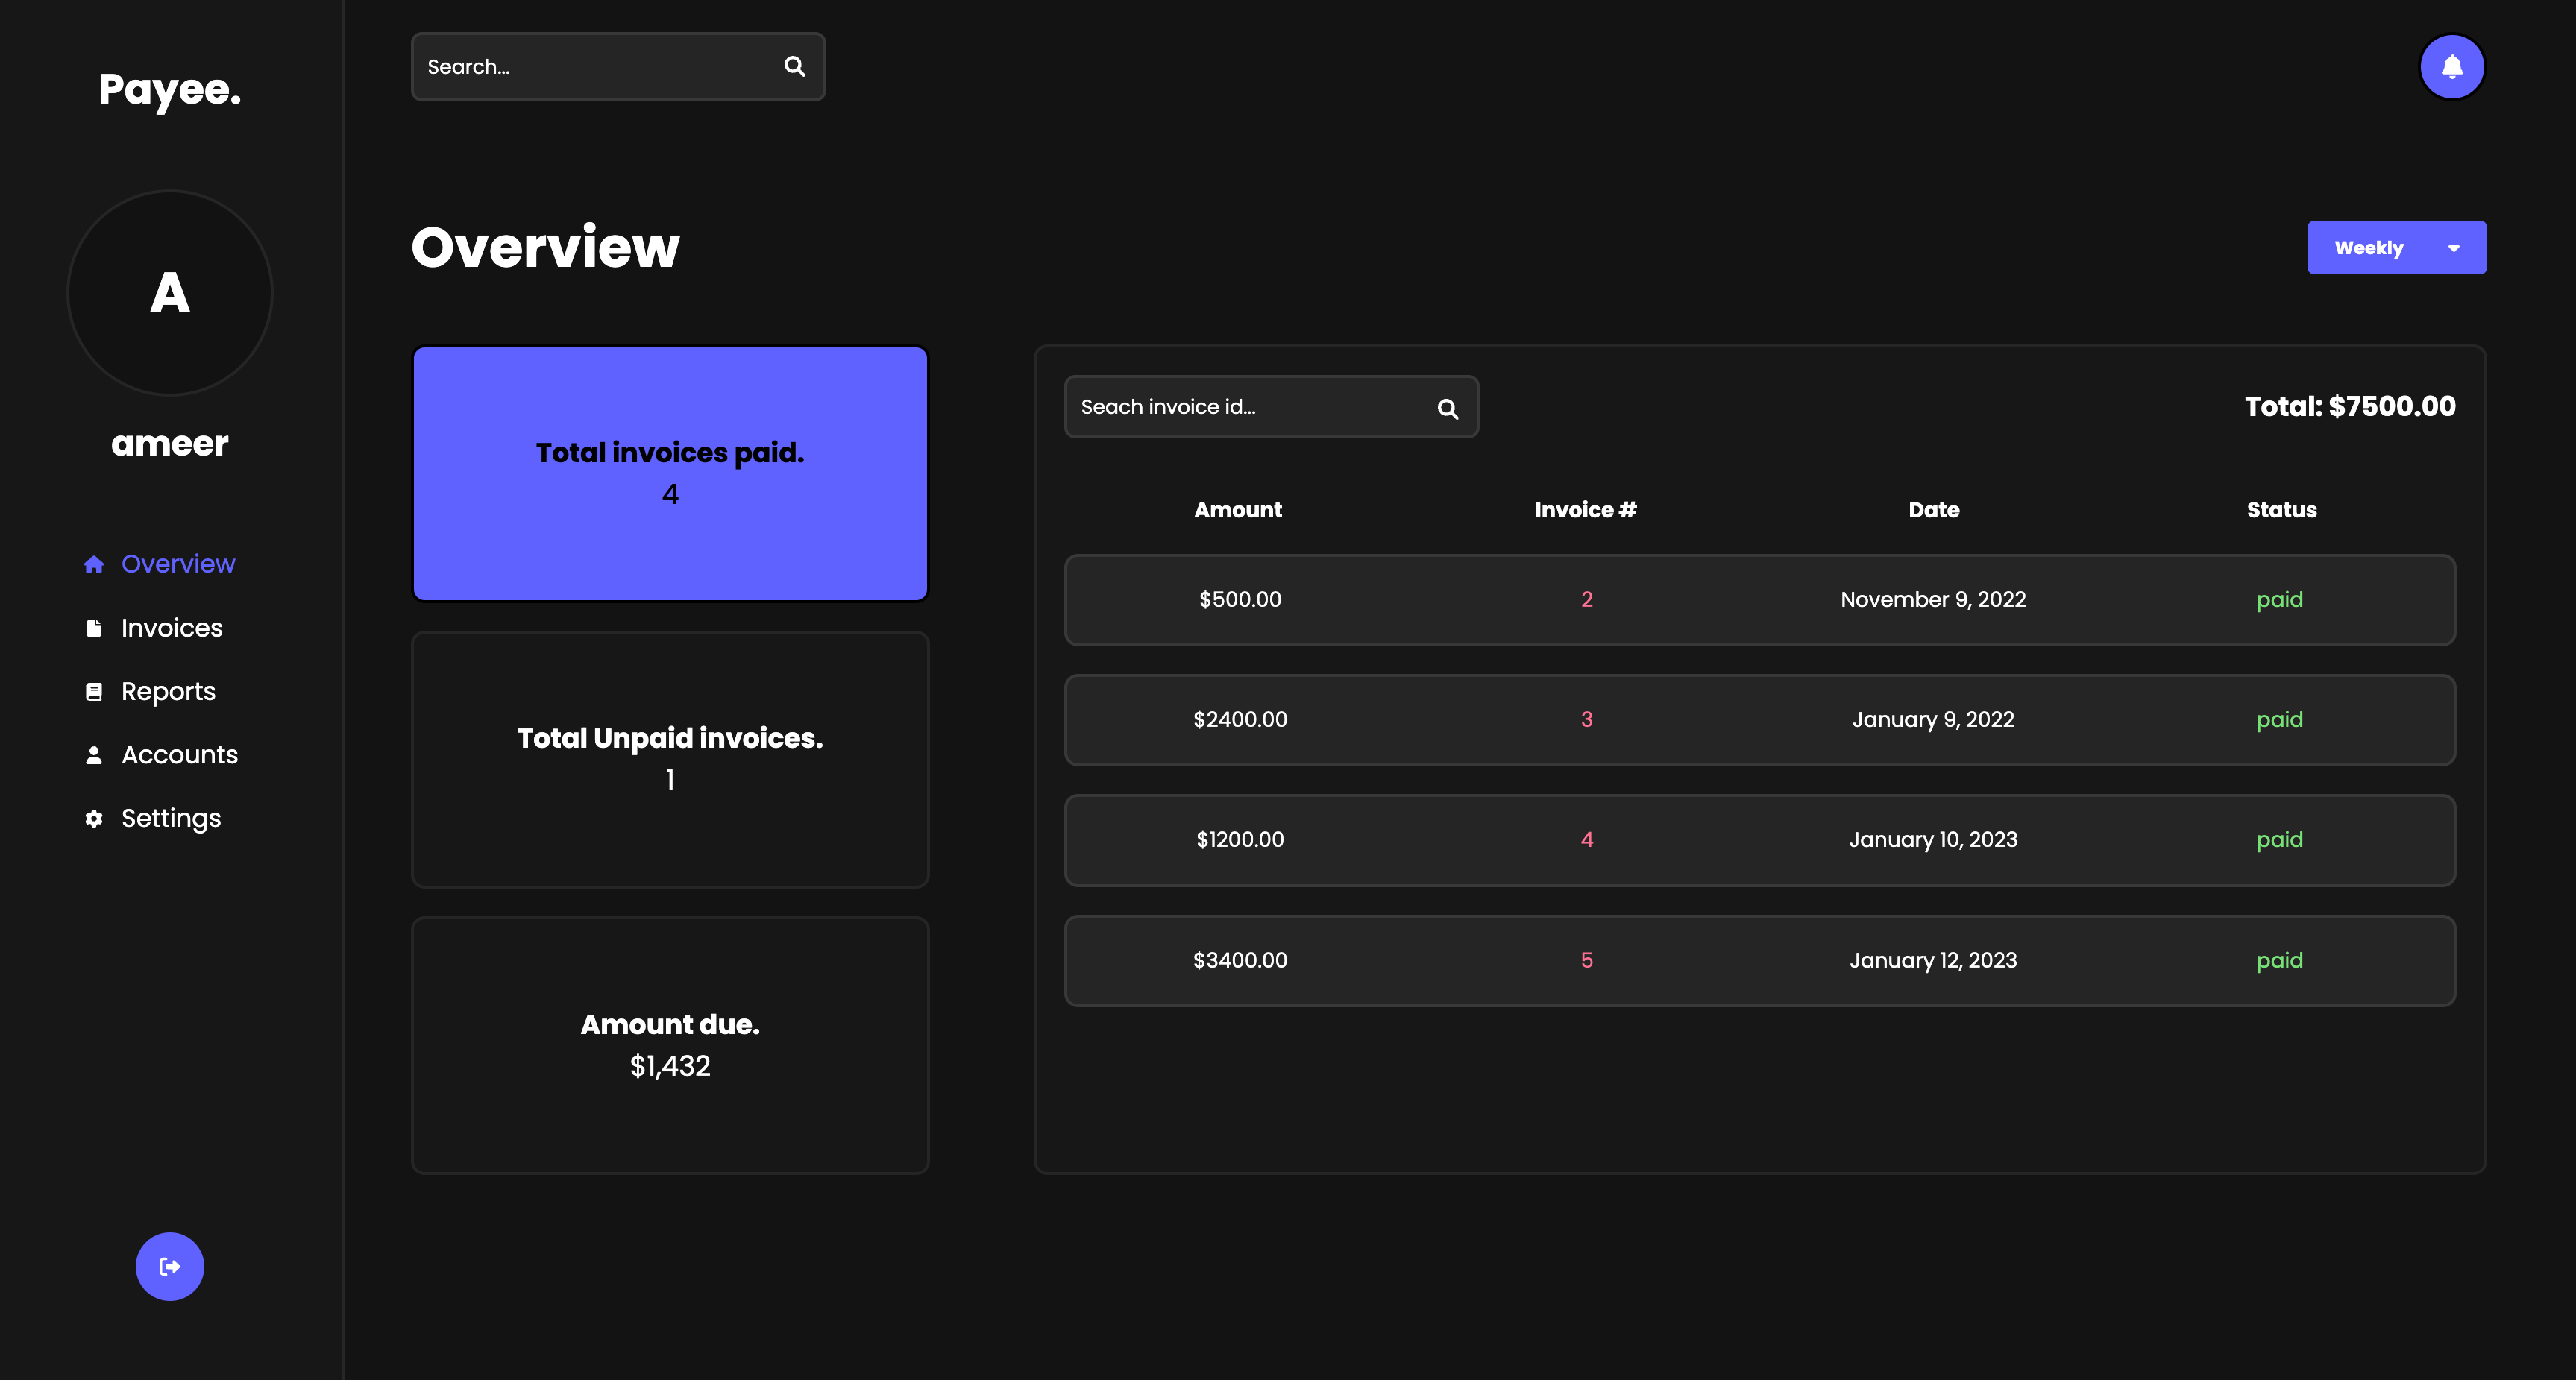 Payee.
A
ameer
Overview
Invoices
Reports
Accounts
Settings
Search...
Overview
Weekly
Total invoices paid.
4
Total Unpaid invoices.
1
Amount due.
$1,432
Seach invoice id...
Total: $7500.00
Amount Invoice # Date Status
$500.00 2 November 9, 2022 paid
$2400.00 3 January 9, 2022 paid
$1200.00 4 January 10, 2023 paid
$3400.00 5 January 12, 2023 paid